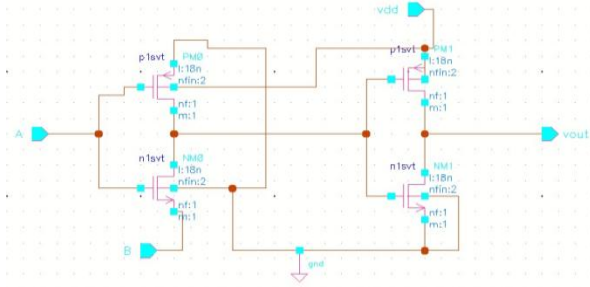 vdd
p1svt PM0
l:18n
nfin:2
nf:1
m:1
p1svt PM1
l:18n
nfin:2
nf:1
m:1
A
vout
n1svt NM0
l:18n
nfin:2
nf:1
m:1
n1svt NM1
l:18n
nfin:2
nf:1
m:1
B
gnd